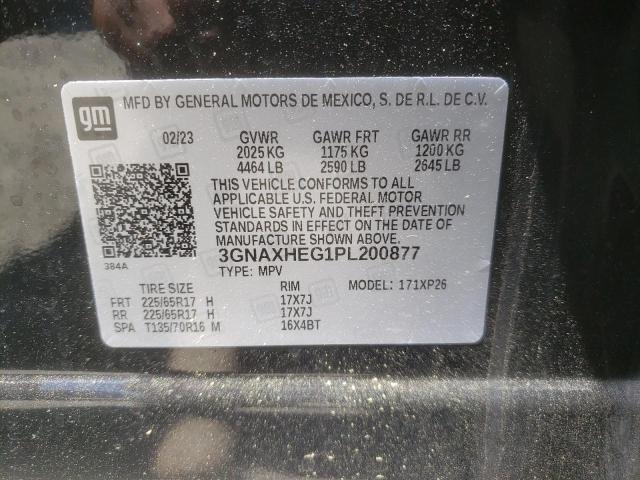 gm MFD BY GENERAL MOTORS DE MEXICO, S. DE R.L. DE C.V.
02/23 GVWR GAWR FRT GAWR RR
2025 KG 1175 KG 1200 KG
4464 LB 2590 LB 2645 LB
THIS VEHICLE CONFORMS TO ALL
APPLICABLE U.S. FEDERAL MOTOR
VEHICLE SAFETY AND THEFT PREVENTION
STANDARDS IN EFFECT ON THE DATE OF
MANUFACTURE SHOWN ABOVE.
384A 3GNAXHEG1PL200877
TYPE: MPV
TIRE SIZE RIM MODEL: 171XP26
FRT 225/65R17 H 17X7J
RR 225/65R17 H 17X7J
SPA T135/70R16 M 16X4BT